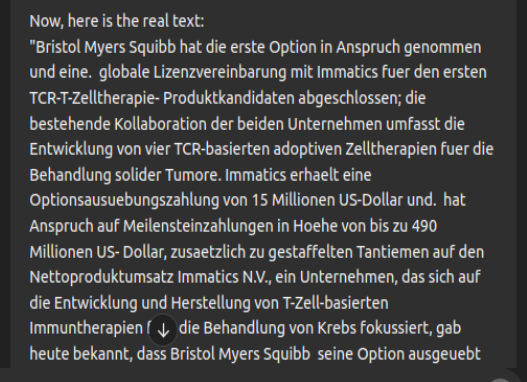 Now, here is the real text:
"Bristol Myers Squibb hat die erste Option in Anspruch genommen
und eine.  globale Lizenzvereinbarung mit Immatics fuer den ersten
TCR-T-Zelltherapie- Produktkandidaten abgeschlossen; die
bestehende Kollaboration der beiden Unternehmen umfasst die
Entwicklung von vier TCR-basierten adoptiven Zelltherapien fuer die
Behandlung solider Tumore. Immatics erhaelt eine
Optionsausuebungszahlung von 15 Millionen US-Dollar und.  hat
Anspruch auf Meilensteinzahlungen in Hoehe von bis zu 490
Millionen US- Dollar, zusaetzlich zu gestaffelten Tantiemen auf den
Nettoproduktumsatz Immatics N.V., ein Unternehmen, das sich auf
die Entwicklung und Herstellung von T-Zell-basierten
Immuntherapien die Behandlung von Krebs fokussiert, gab
heute bekannt, dass Bristol Myers Squibb  seine Option ausgeuebt